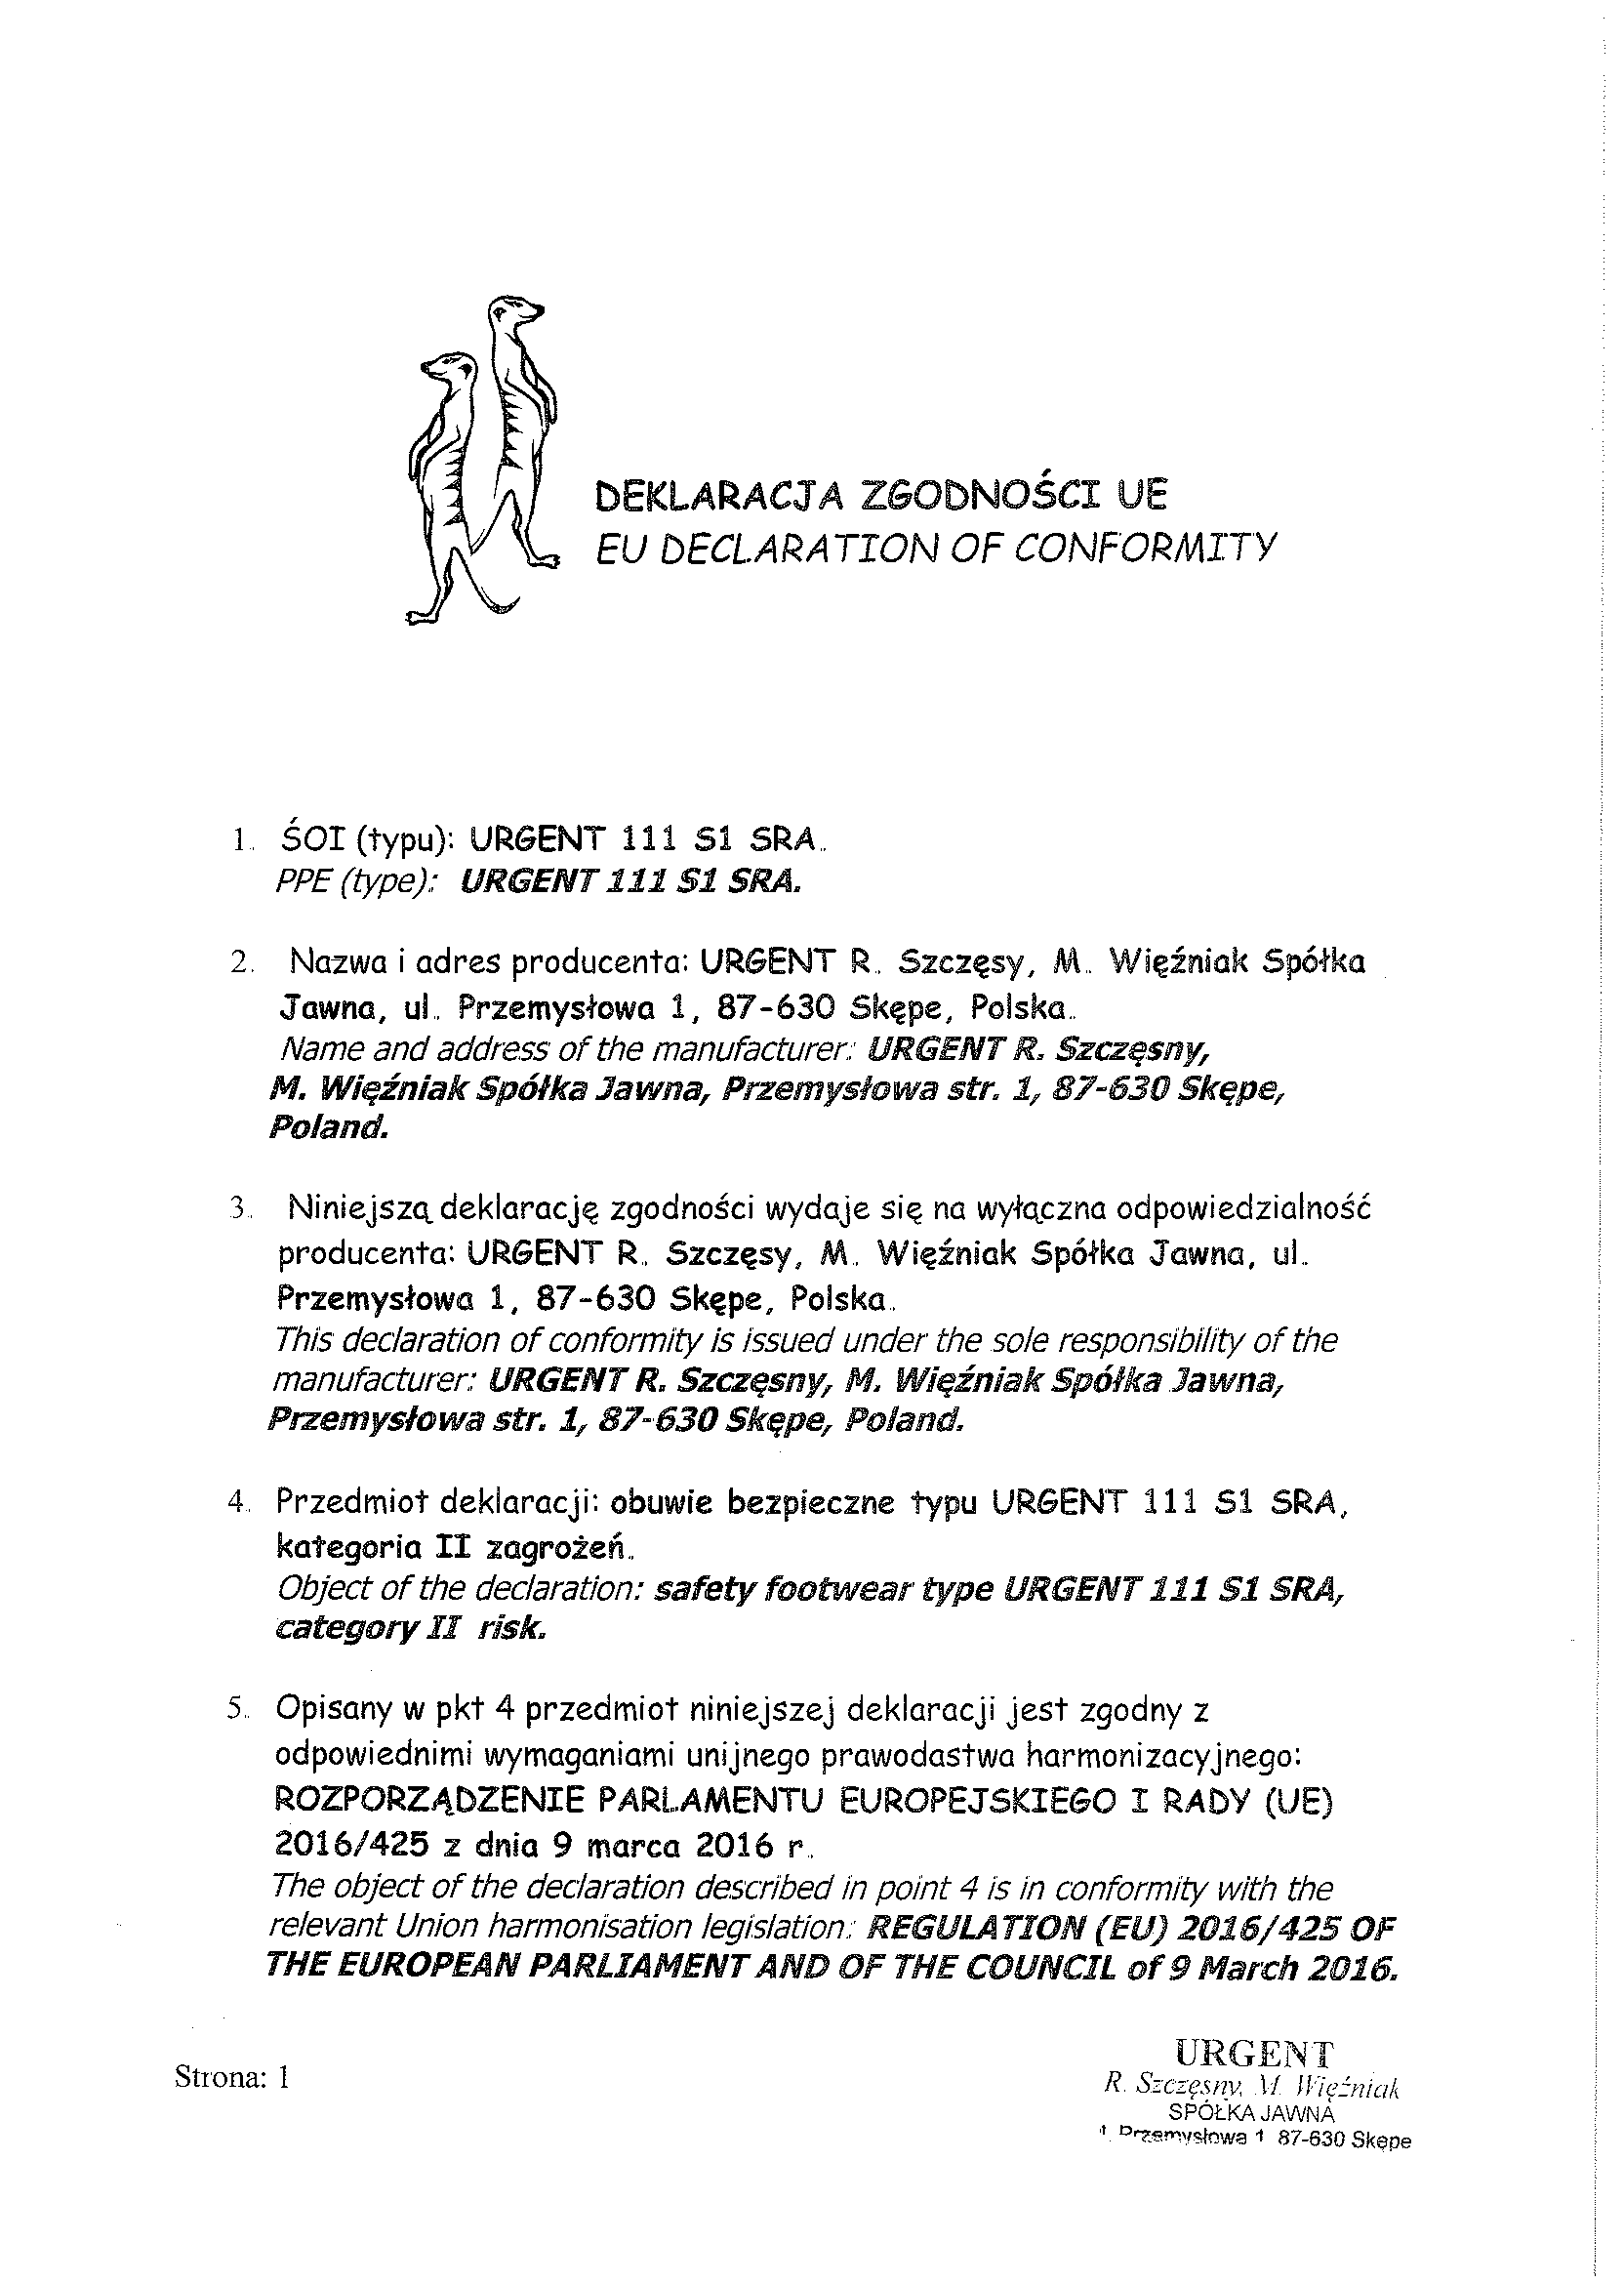 DEKLARACJA ZGODNOŚCI UE
EU DECLARATION OF CONFORMITY
1. ŚOI (typu): URGENT 111 S1 SRA.
PPE (type): URGENT 111 S1 SRA.
2. Nazwa i adres producenta: URGENT R. Szczęsy, M. Więźniak Spółka
Jawna, ul. Przemysłowa 1, 87-630 Skępe, Polska.
Name and address of the manufacturer: URGENT R. Szczęsny,
M. Więźniak Spółka Jawna, Przemysłowa str. 1, 87-630 Skępe,
Poland.
3. Niniejszą deklarację zgodności wydaje się na wyłączna odpowiedzialność
producenta: URGENT R. Szczęsy, M. Więźniak Spółka Jawna, ul.
Przemysłowa 1, 87-630 Skępe, Polska.
This declaration of conformity is issued under the sole responsibility of the
manufacturer: URGENT R. Szczęsny, M. Więźniak Spółka Jawna,
Przemysłowa str. 1, 87-630 Skępe, Poland.
4. Przedmiot deklaracji: obuwie bezpieczne typu URGENT 111 S1 SRA,
kategoria II zagrożeń.
Object of the declaration: safety footwear type URGENT 111 S1 SRA,
category II risk.
5. Opisany w pkt 4 przedmiot niniejszej deklaracji jest zgodny z
odpowiednimi wymaganiami unijnego prawodastwa harmonizacyjnego:
ROZPORZĄDZENIE PARLAMENTU EUROPEJSKIEGO I RADY (UE)
2016/425 z dnia 9 marca 2016 r.
The object of the declaration described in point 4 is in conformity with the
relevant Union harmonisation legislation: REGULATION (EU) 2016/425 OF
THE EUROPEAN PARLIAMENT AND OF THE COUNCIL of 9 March 2016.
Strona: 1
URGENT
R. Szczęsny, M. Więźniak
SPÓŁKA JAWNA
Przemysłowa 1 87-630 Skępe